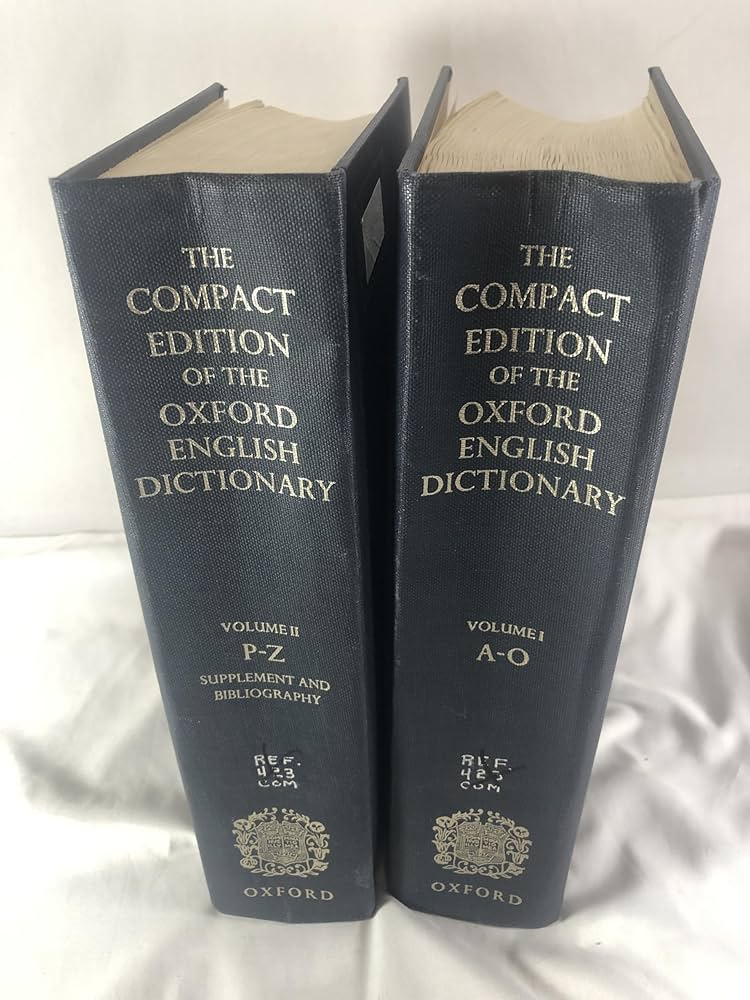 THE
COMPACT
EDITION
OF THE
OXFORD
ENGLISH
DICTIONARY
VOLUME II
P-Z
SUPPLEMENT AND
BIBLIOGRAPHY
REF.
423
COM
OXFORD
THE
COMPACT
EDITION
OF THE
OXFORD
ENGLISH
DICTIONARY
VOLUME I
A-O
REF.
423
COM
OXFORD